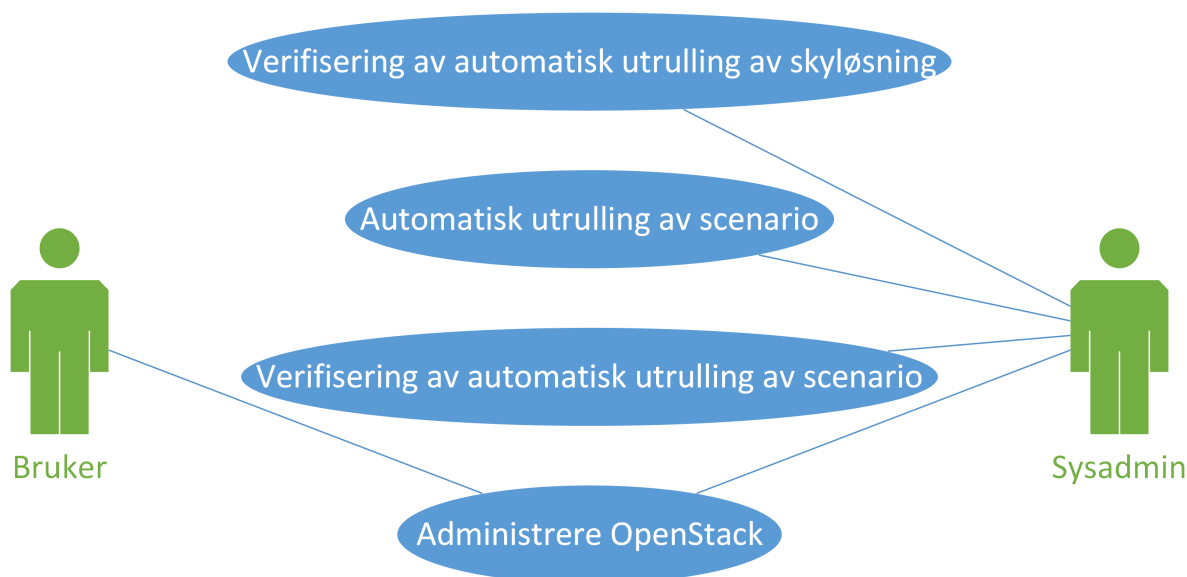 Verifisering av automatisk utrulling av skyløsning
Automatisk utrulling av scenario
Verifisering av automatisk utrulling av scenario
Bruker
Sysadmin
Administrere OpenStack